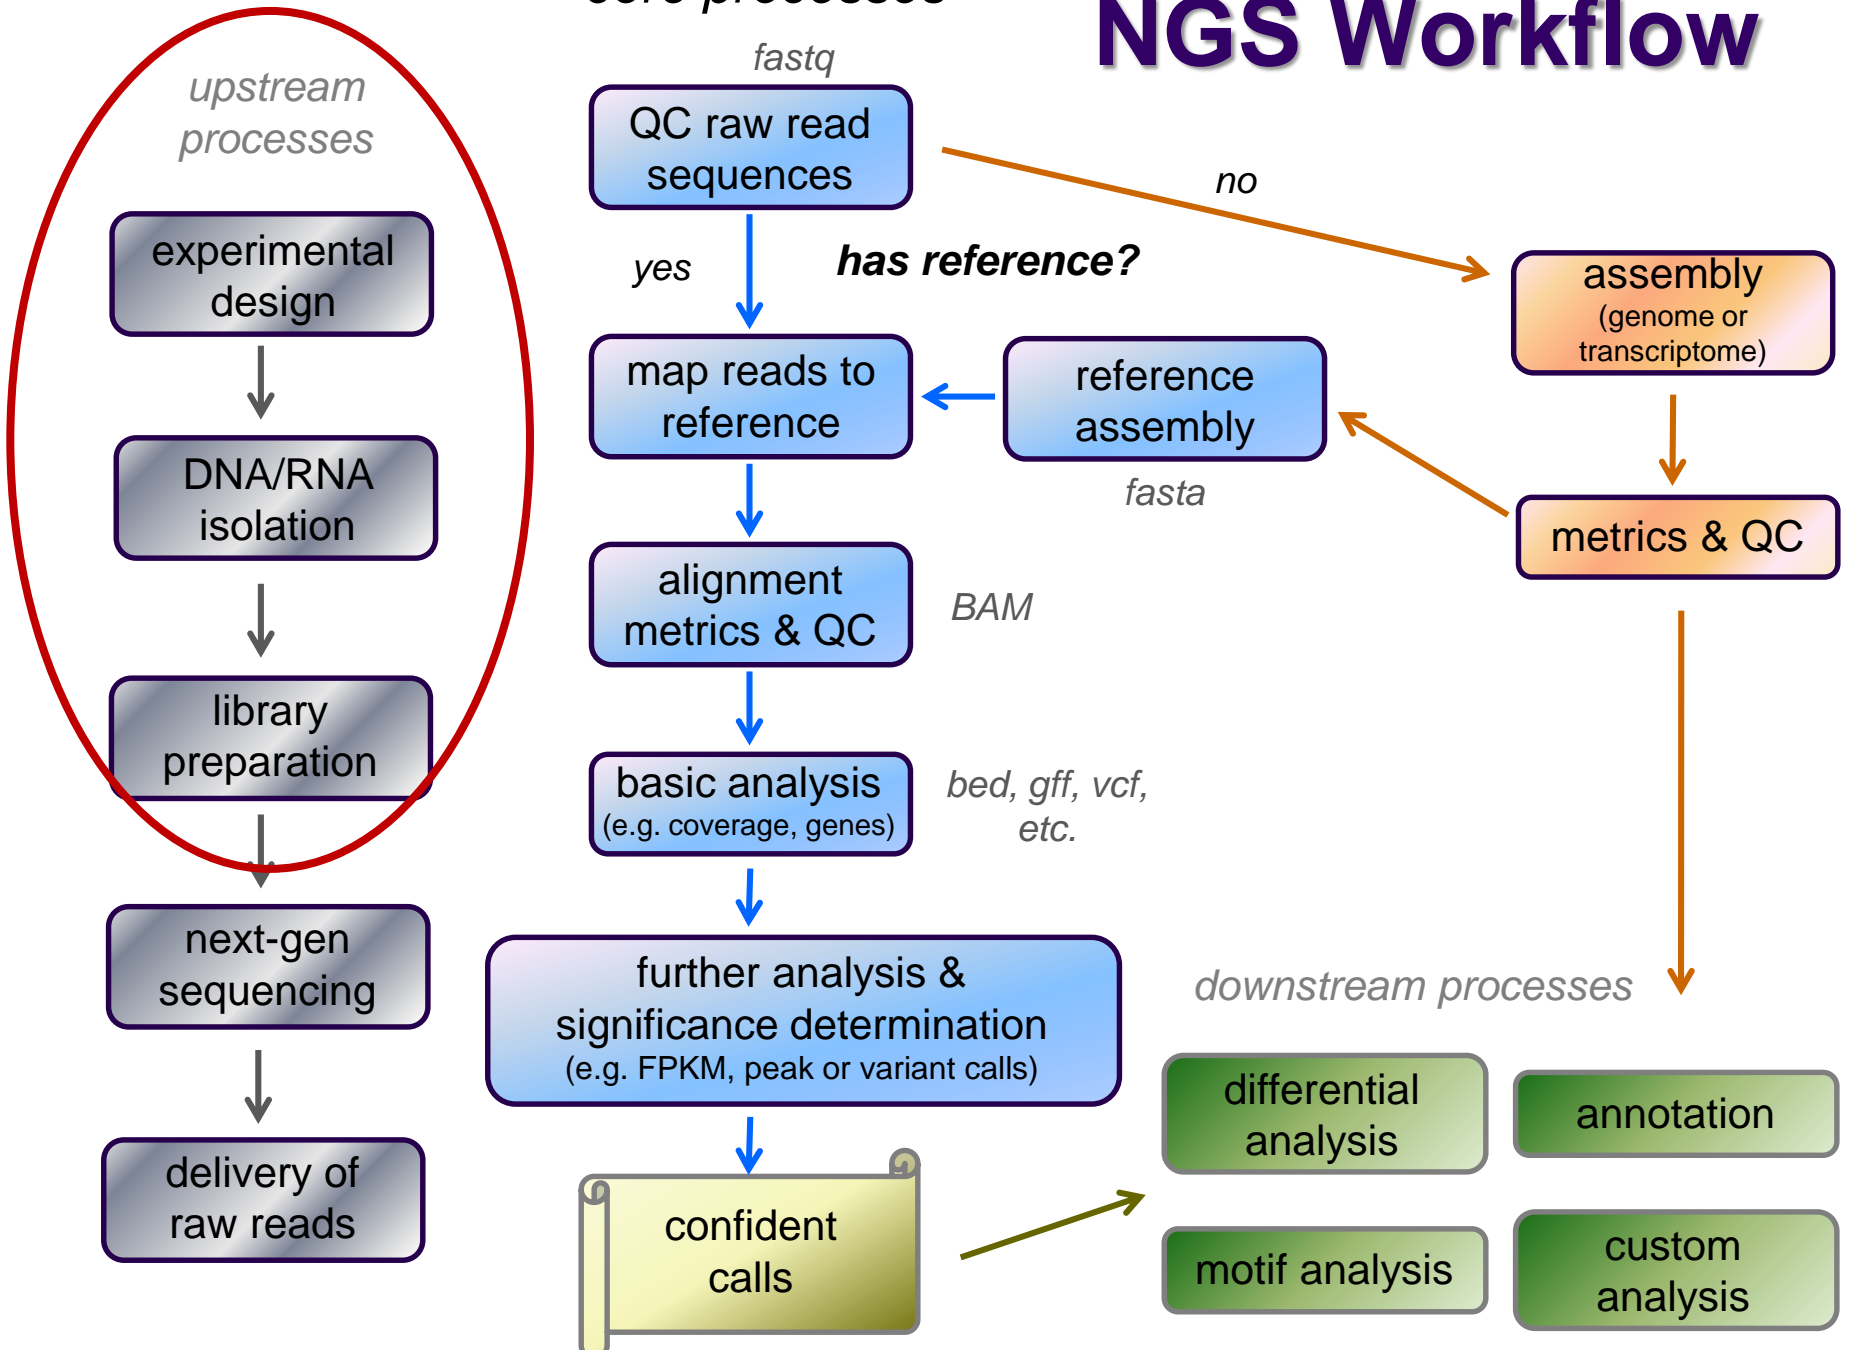 core processes
NGS Workflow
upstream
processes
experimental
design
DNA/RNA
isolation
library
preparation
next-gen
sequencing
delivery of
raw reads
fastq
QC raw read
sequences
no
yes
has reference?
map reads to
reference
reference
assembly
fasta
assembly
(genome or
transcriptome)
metrics & QC
alignment
metrics & QC
BAM
basic analysis
(e.g. coverage, genes)
bed, gff, vcf,
etc.
further analysis &
significance determination
(e.g. FPKM, peak or variant calls)
confident
calls
downstream processes
differential
analysis
annotation
motif analysis
custom
analysis